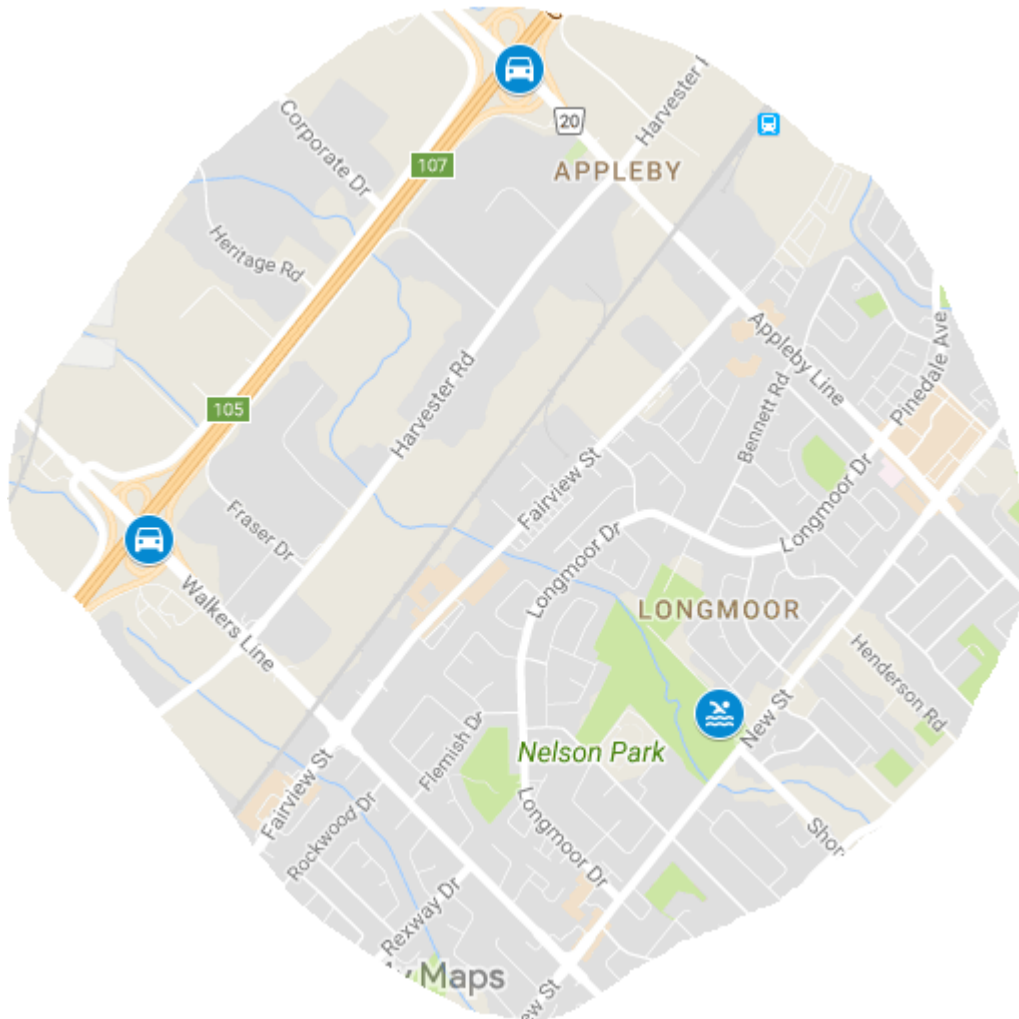 20
Harvester
107
APPLEBY
Corporate Dr
Heritage Rd
Appleby Line
Pinedale Ave
Harvester Rd
105
Bennett Rd
Fairview St
Longmoor Dr
Fraser Dr
Longmoor Dr
Walkers Line
LONGMOOR
Henderson Rd
New St
Nelson Park
Flemish Dr
Fairview St
Rockwood Dr
Longmoor Dr
Rexway Dr
Maps
St